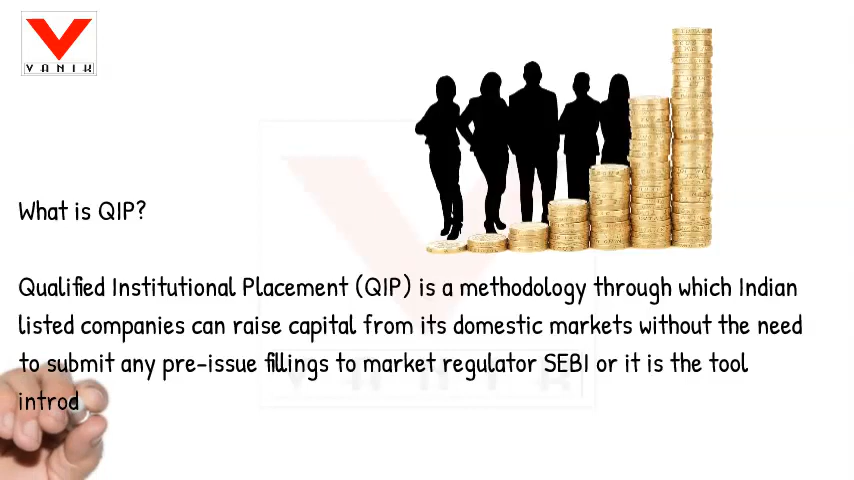 VANIK
What is QIP?
Qualified Institutional Placement (QIP) is a methodology through which Indian
listed companies can raise capital from its domestic markets without the need
to submit any pre-issue fillings to market regulator SEBI or it is the tool
introd
VANIK